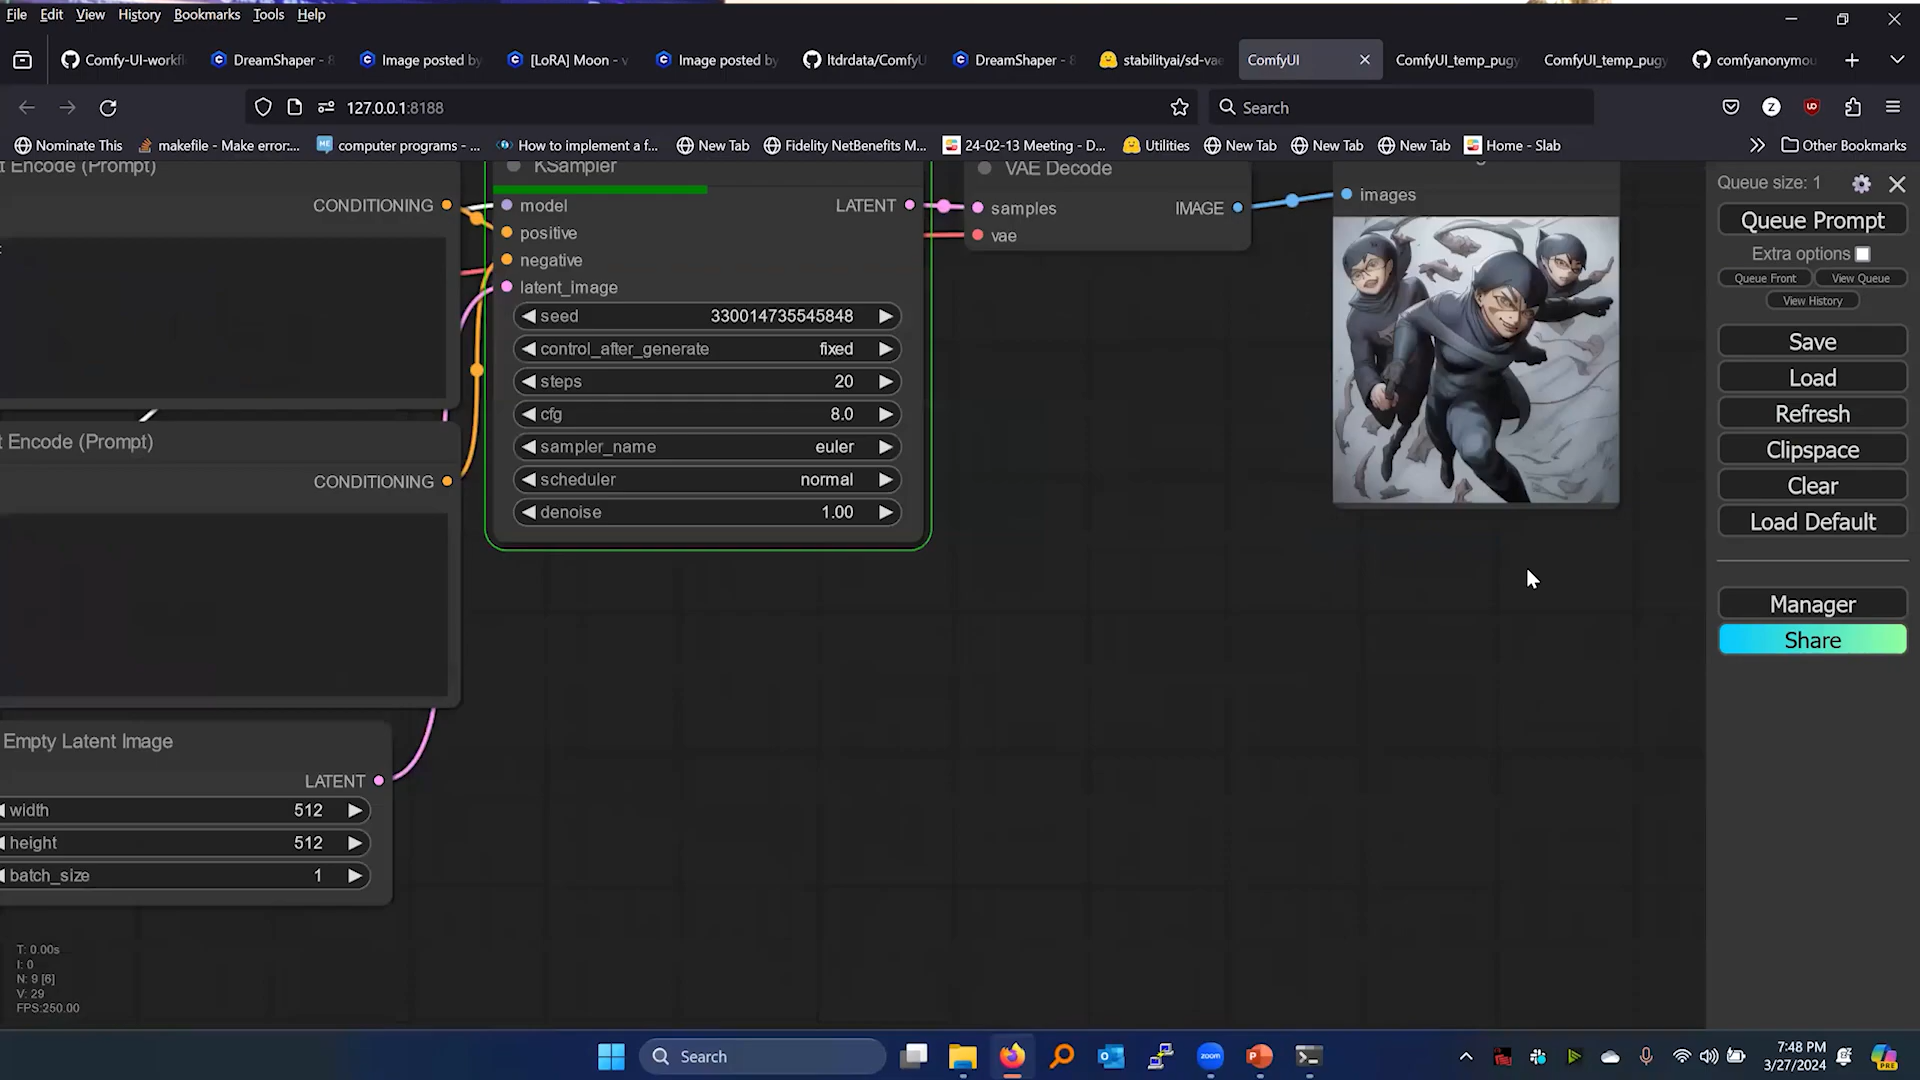 File Edit View History Bookmarks Tools Help
Comfy-UI-workfl DreamShaper - 8 Image posted by [LoRA] Moon - v Image posted by ltdrdata/ComfyU DreamShaper - 8 stabilityai/sd-vae ComfyUI ComfyUI_temp_pugy ComfyUI_temp_pugy comfyanonymou
127.0.0.1:8188 Search
Nominate This makefile - Make error:... computer programs - ... How to implement a f... New Tab Fidelity NetBenefits M... 24-02-13 Meeting - D... Utilities New Tab New Tab New Tab Home - Slab Other Bookmarks
t Encode (Prompt)
CONDITIONING
KSampler
model LATENT
positive
negative
latent_image
seed 330014735545848
control_after_generate fixed
steps 20
cfg 8.0
sampler_name euler
scheduler normal
denoise 1.00
VAE Decode
samples IMAGE
vae
images
t Encode (Prompt)
CONDITIONING
Empty Latent Image
LATENT
width 512
height 512
batch_size 1
T: 0.00s
I: 0
N: 9 [6]
V: 29
FPS:250.00
Queue size: 1
Queue Prompt
Extra options
Queue Front View Queue
View History
Save
Load
Refresh
Clipspace
Clear
Load Default
Manager
Share
Search
zoom
7:48 PM
3/27/2024
PRE